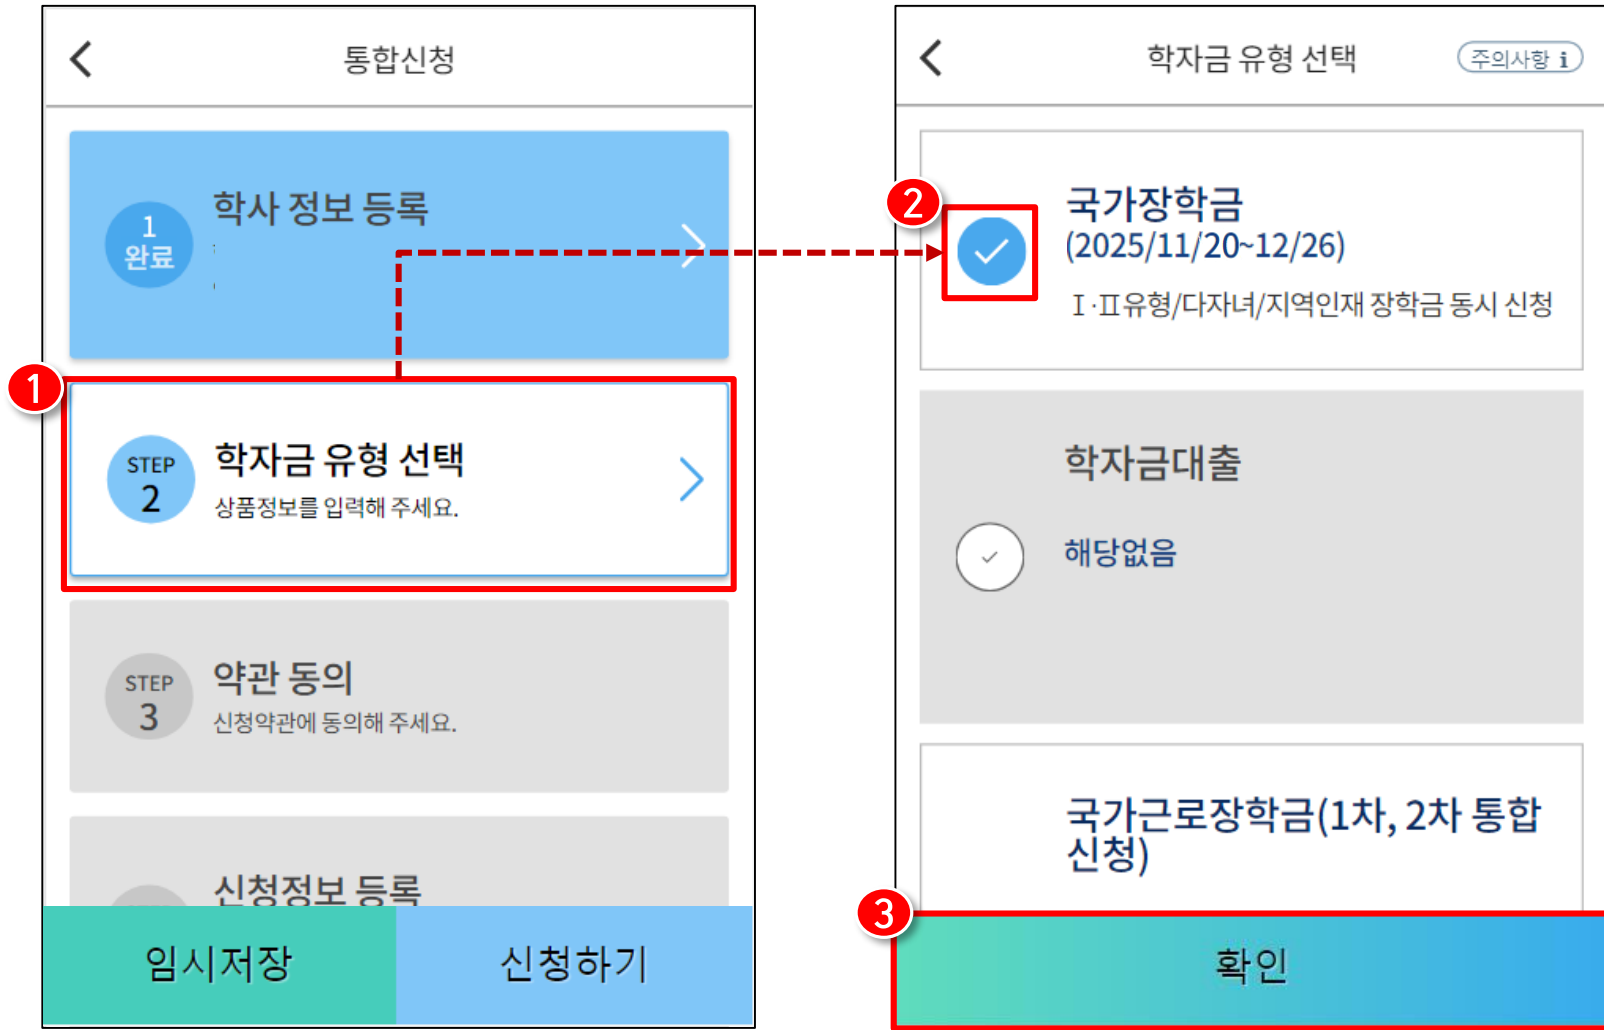 통합신청
1
완료
학사 정보 등록
1
STEP
2
학자금 유형 선택
상품정보를 입력해 주세요.
STEP
3
약관 동의
신청약관에 동의해 주세요.
신청정보 등록
임시저장
신청하기
학자금 유형 선택
주의사항 i
2
국가장학금
(2025/11/20~12/26)
Ⅰ·Ⅱ유형/다자녀/지역인재 장학금 동시 신청
학자금대출
해당없음
국가근로장학금(1차, 2차 통합
신청)
3
확인